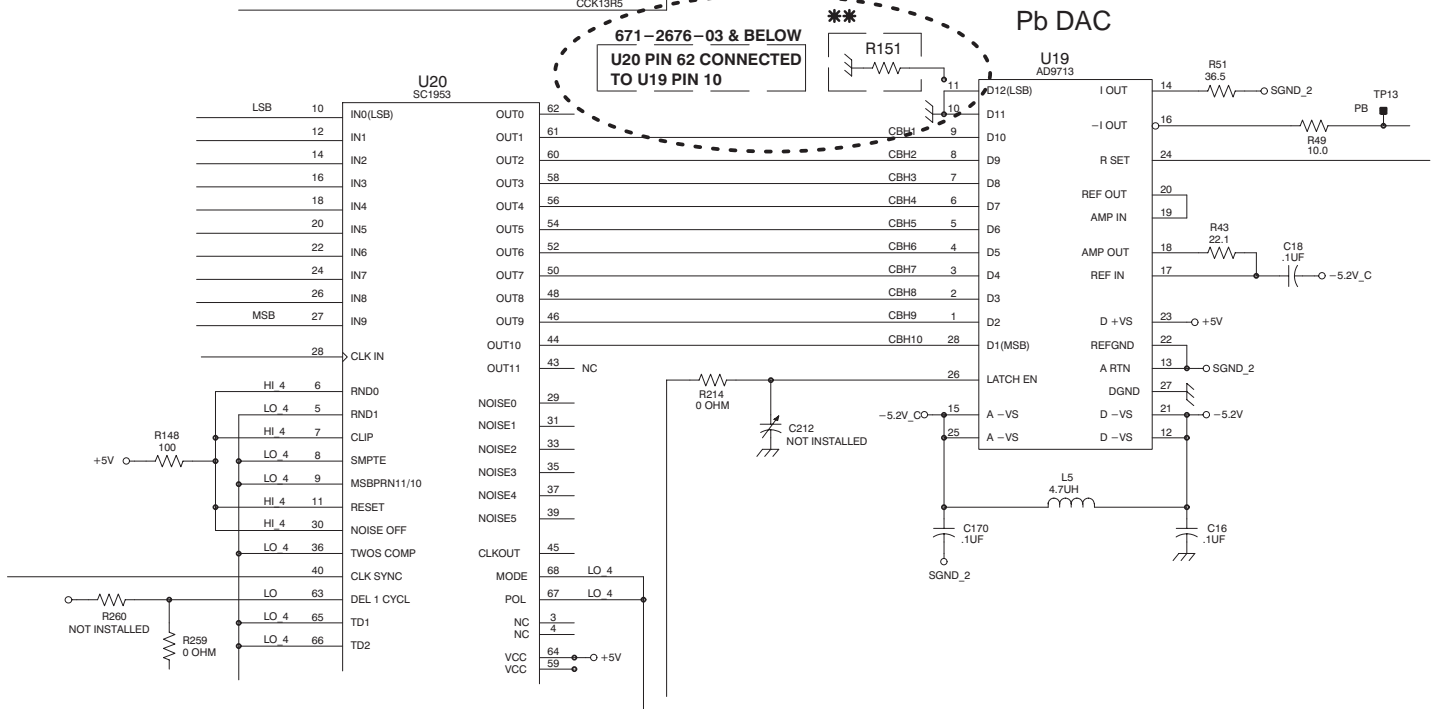 CCK13R5
**
Pb DAC
671–2676–03 & BELOW
U20 PIN 62 CONNECTED
TO U19 PIN 10
R151
U20
SC1953
LSB 10 IN0(LSB)
12 IN1
14 IN2
16 IN3
18 IN4
20 IN5
22 IN6
24 IN7
26 IN8
MSB 27 IN9
28 CLK IN
HI_4 6 RND0
LO_4 5 RND1
HI_4 7 CLIP
LO_4 8 SMPTE
LO_4 9 MSBPRN11/10
HI_4 11 RESET
HI_4 30 NOISE OFF
LO_4 36 TWOS COMP
40 CLK SYNC
LO 63 DEL 1 CYCL
LO_4 65 TD1
LO_4 66 TD2
R148
100
+5V
R260
NOT INSTALLED
R259
0 OHM
OUT0 62
OUT1 61 CBH1
OUT2 60 CBH2
OUT3 58 CBH3
OUT4 56 CBH4
OUT5 54 CBH5
OUT6 52 CBH6
OUT7 50 CBH7
OUT8 48 CBH8
OUT9 46 CBH9
OUT10 44 CBH10
OUT11 43 NC
NOISE0 29
NOISE1 31
NOISE2 33
NOISE3 35
NOISE4 37
NOISE5 39
CLKOUT 45
MODE 68 LO_4
POL 67 LO_4
NC 3
NC 4
VCC 64 +5V
VCC 59
R214
0 OHM
C212
NOT INSTALLED
U19
AD9713
11 D12(LSB)
10 D11
9 D10
8 D9
7 D8
6 D7
5 D6
4 D5
3 D4
2 D3
1 D2
28 D1(MSB)
26 LATCH EN
–5.2V_C 15 A –VS
25 A –VS
I OUT 14
R51
36.5
SGND_2
–I OUT 16
R49
10.0
PB
TP13
R SET 24
REF OUT 20
AMP IN 19
AMP OUT 18
R43
22.1
REF IN 17
C18
.1UF
–5.2V_C
D +VS 23 +5V
REFGND 22
A RTN 13 SGND_2
DGND 27
D –VS 21 –5.2V
D –VS 12
L5
4.7UH
C170
.1UF
SGND_2
C16
.1UF